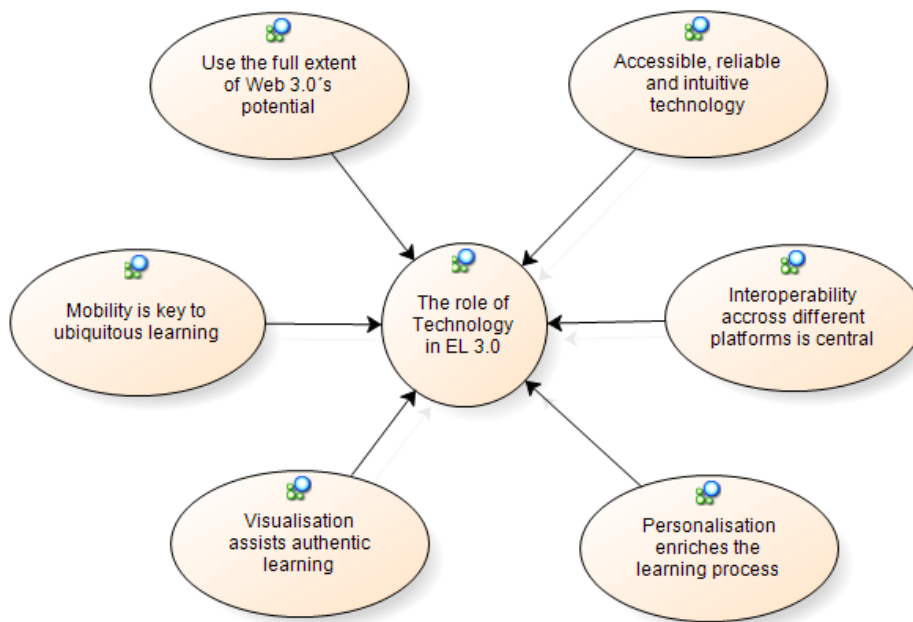 Use the full extent
of Web 3.0´s
potential
Accessible, reliable
and intuitive
technology
Mobility is key to
ubiquitous learning
The role of
Technology
in EL 3.0
Interoperability
accross different
platforms is central
Visualisation
assists authentic
learning
Personalisation
enriches the
learning process